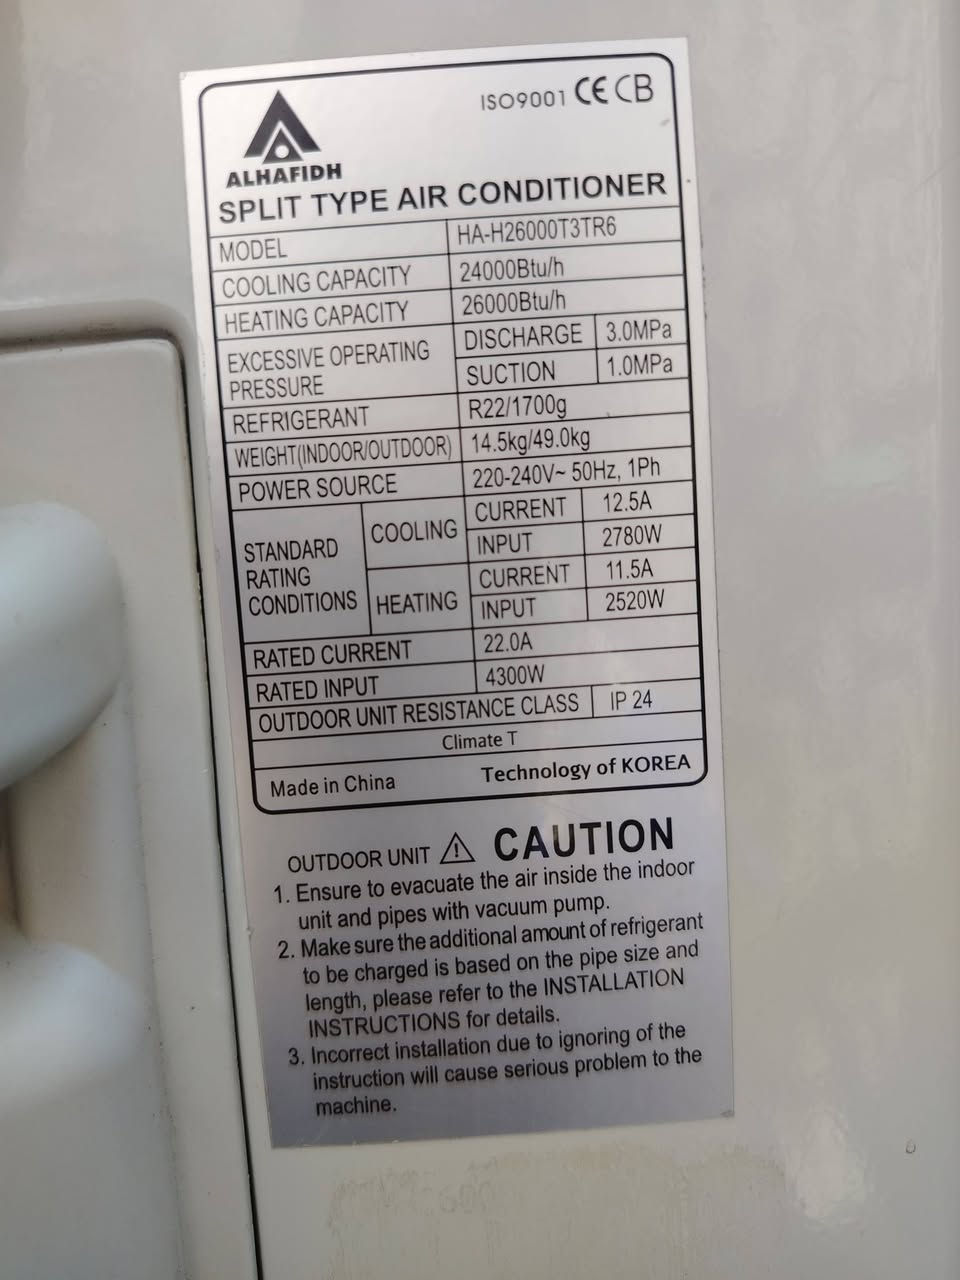 ISO9001 CE CB
ALHAFIDH
SPLIT TYPE AIR CONDITIONER
MODEL HA-H26000T3TR6
COOLING CAPACITY 24000Btu/h
HEATING CAPACITY 26000Btu/h
EXCESSIVE OPERATING PRESSURE DISCHARGE 3.0MPa
SUCTION 1.0MPa
REFRIGERANT R22/1700g
WEIGHT(INDOOR/OUTDOOR) 14.5kg/49.0kg
POWER SOURCE 220-240V~ 50Hz, 1Ph
STANDARD RATING CONDITIONS COOLING CURRENT 12.5A
INPUT 2780W
HEATING CURRENT 11.5A
INPUT 2520W
RATED CURRENT 22.0A
RATED INPUT 4300W
OUTDOOR UNIT RESISTANCE CLASS IP 24
Climate T
Made in China Technology of KOREA
OUTDOOR UNIT ⚠ CAUTION
1. Ensure to evacuate the air inside the indoor
unit and pipes with vacuum pump.
2. Make sure the additional amount of refrigerant
to be charged is based on the pipe size and
length, please refer to the INSTALLATION
INSTRUCTIONS for details.
3. Incorrect installation due to ignoring of the
instruction will cause serious problem to the
machine.